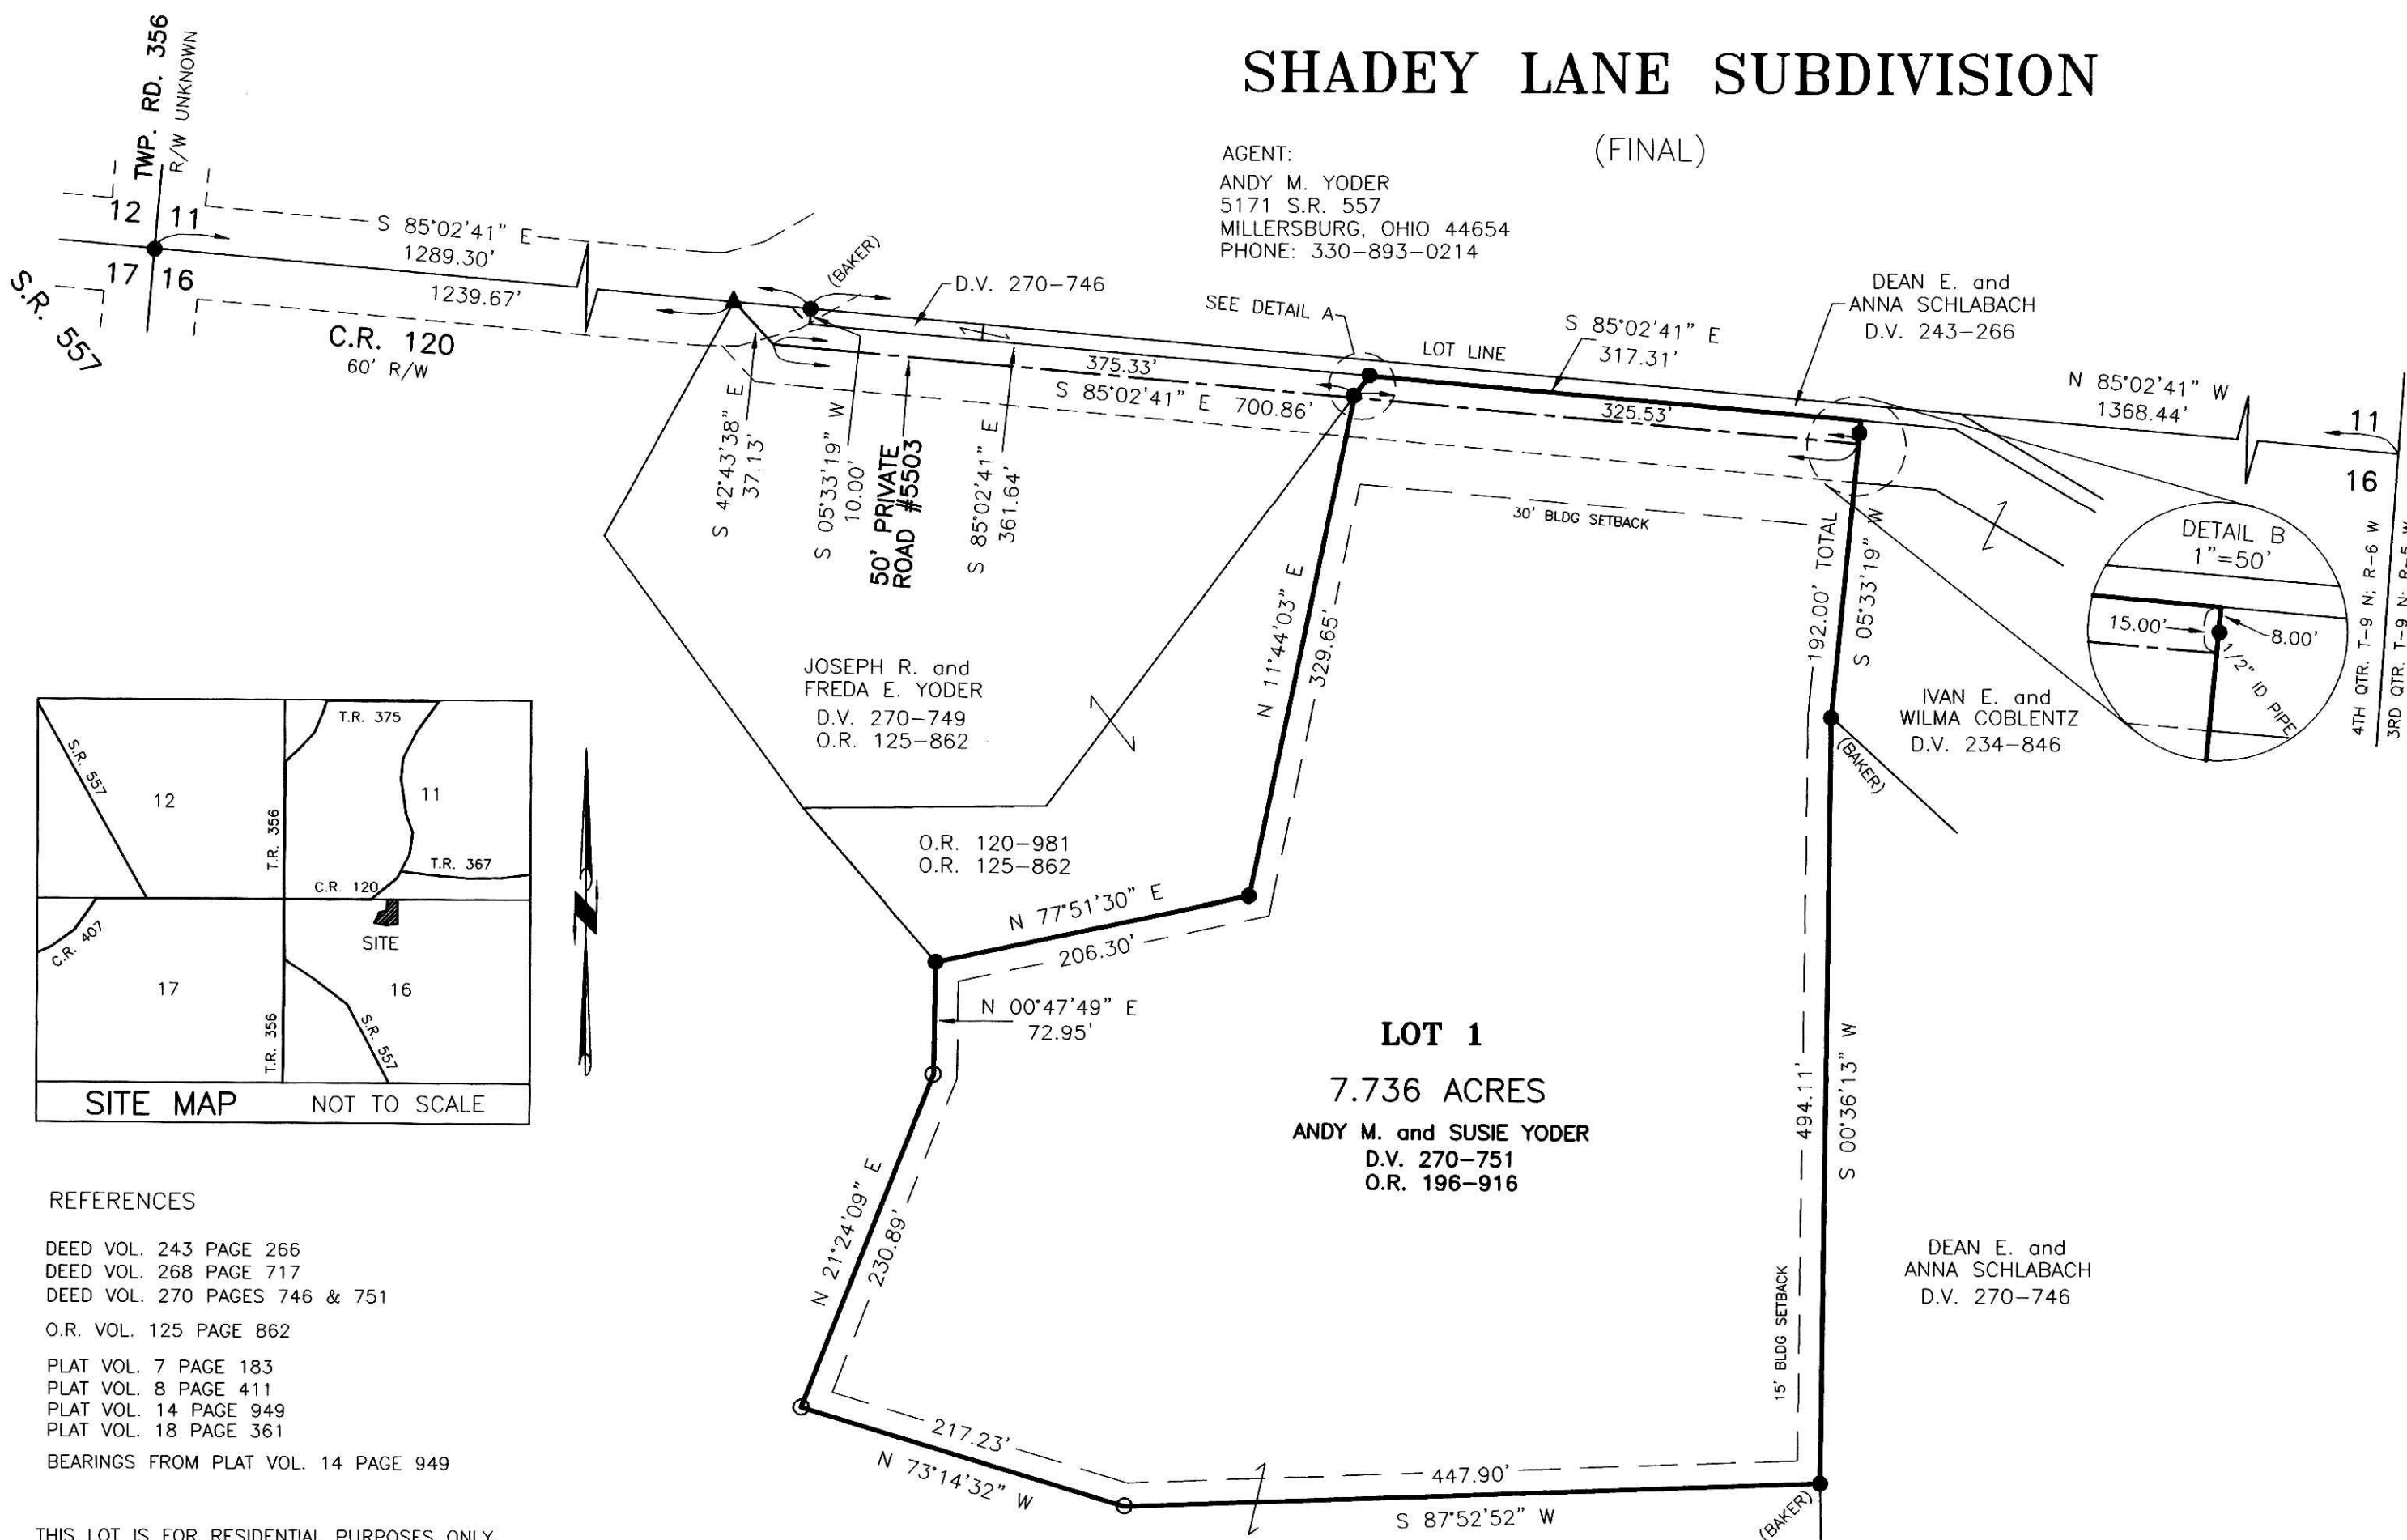 SHADEY LANE SUBDIVISION
(FINAL)
AGENT:
ANDY M. YODER
5171 S.R. 557
MILLERSBURG, OHIO 44654
PHONE: 330-893-0214
TWP. RD. 356
R/W UNKNOWN
12
11
17
16
S.R. 557
S 85°02'41" E
1289.30'
1239.67'
C.R. 120
60' R/W
(BAKER)
D.V. 270-746
SEE DETAIL A
LOT LINE
S 85°02'41" E
317.31'
DEAN E. and
ANNA SCHLABACH
D.V. 243-266
N 85°02'41" W
1368.44'
11
16
375.33'
S 85°02'41" E 700.86'
325.53'
S 42°43'38" E
37.13'
S 05°33'19" W
10.00'
50' PRIVATE
ROAD #5503
S 85°02'41" E
361.64'
30' BLDG SETBACK
192.00' TOTAL
S 05°33'19" W
DETAIL B
1"=50'
15.00'
8.00'
1/2" ID PIPE
4TH QTR. T-9 N; R-6 W
3RD QTR. T-9 N; R-5 W
N 11°44'03" E
329.65'
JOSEPH R. and
FREDA E. YODER
D.V. 270-749
O.R. 125-862
IVAN E. and
WILMA COBLENTZ
D.V. 234-846
(BAKER)
O.R. 120-981
O.R. 125-862
N 77°51'30" E
206.30'
N 00°47'49" E
72.95'
T.R. 375
S.R. 557
12
11
T.R. 356
T.R. 367
C.R. 120
C.R. 407
SITE
17
16
T.R. 356
S.R. 557
SITE MAP NOT TO SCALE
LOT 1
7.736 ACRES
ANDY M. and SUSIE YODER
D.V. 270-751
O.R. 196-916
494.11'
S 00°36'13" W
N 21°24'09" E
230.89'
15' BLDG SETBACK
DEAN E. and
ANNA SCHLABACH
D.V. 270-746
217.23'
N 73°14'32" W
447.90'
S 87°52'52" W
(BAKER)
REFERENCES
DEED VOL. 243 PAGE 266
DEED VOL. 268 PAGE 717
DEED VOL. 270 PAGES 746 & 751
O.R. VOL. 125 PAGE 862
PLAT VOL. 7 PAGE 183
PLAT VOL. 8 PAGE 411
PLAT VOL. 14 PAGE 949
PLAT VOL. 18 PAGE 361
BEARINGS FROM PLAT VOL. 14 PAGE 949
THIS LOT IS FOR RESIDENTIAL PURPOSES ONLY